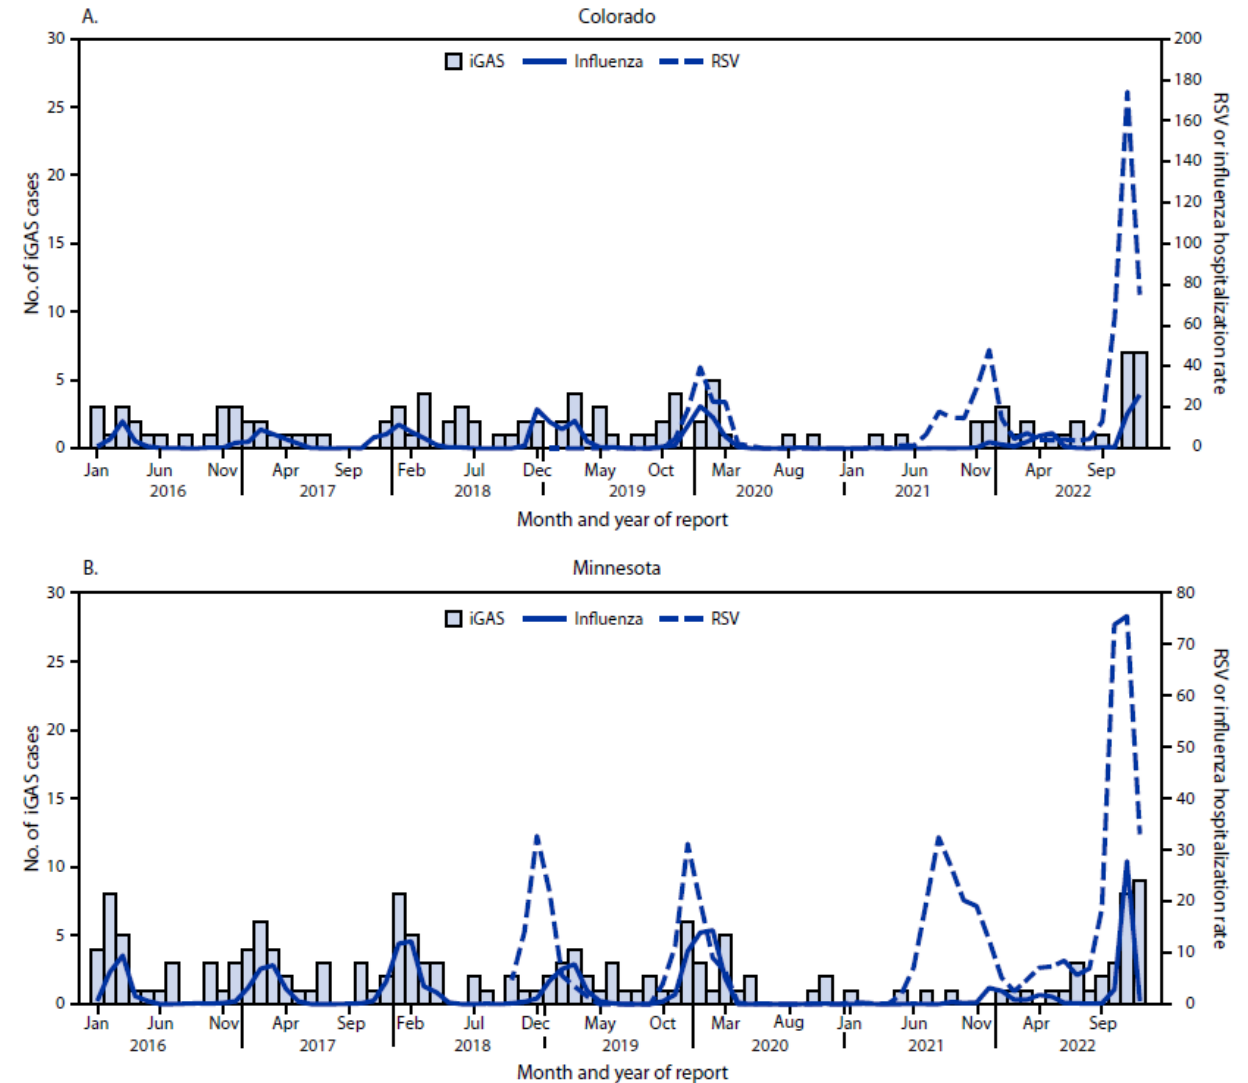 A.
Colorado
iGAS Influenza RSV
30
25
20
15
10
5
0
No. of iGAS cases
200
180
160
140
120
100
80
60
40
20
0
RSV or influenza hospitalization rate
Jan Jun Nov Apr Sep Feb Jul Dec May Oct Mar Aug Jan Jun Nov Apr Sep
2016 2017 2018 2019 2020 2021 2022
Month and year of report
B.
Minnesota
iGAS Influenza RSV
30
25
20
15
10
5
0
No. of iGAS cases
80
70
60
50
40
30
20
10
0
RSV or influenza hospitalization rate
Jan Jun Nov Apr Sep Feb Jul Dec May Oct Mar Aug Jan Jun Nov Apr Sep
2016 2017 2018 2019 2020 2021 2022
Month and year of report